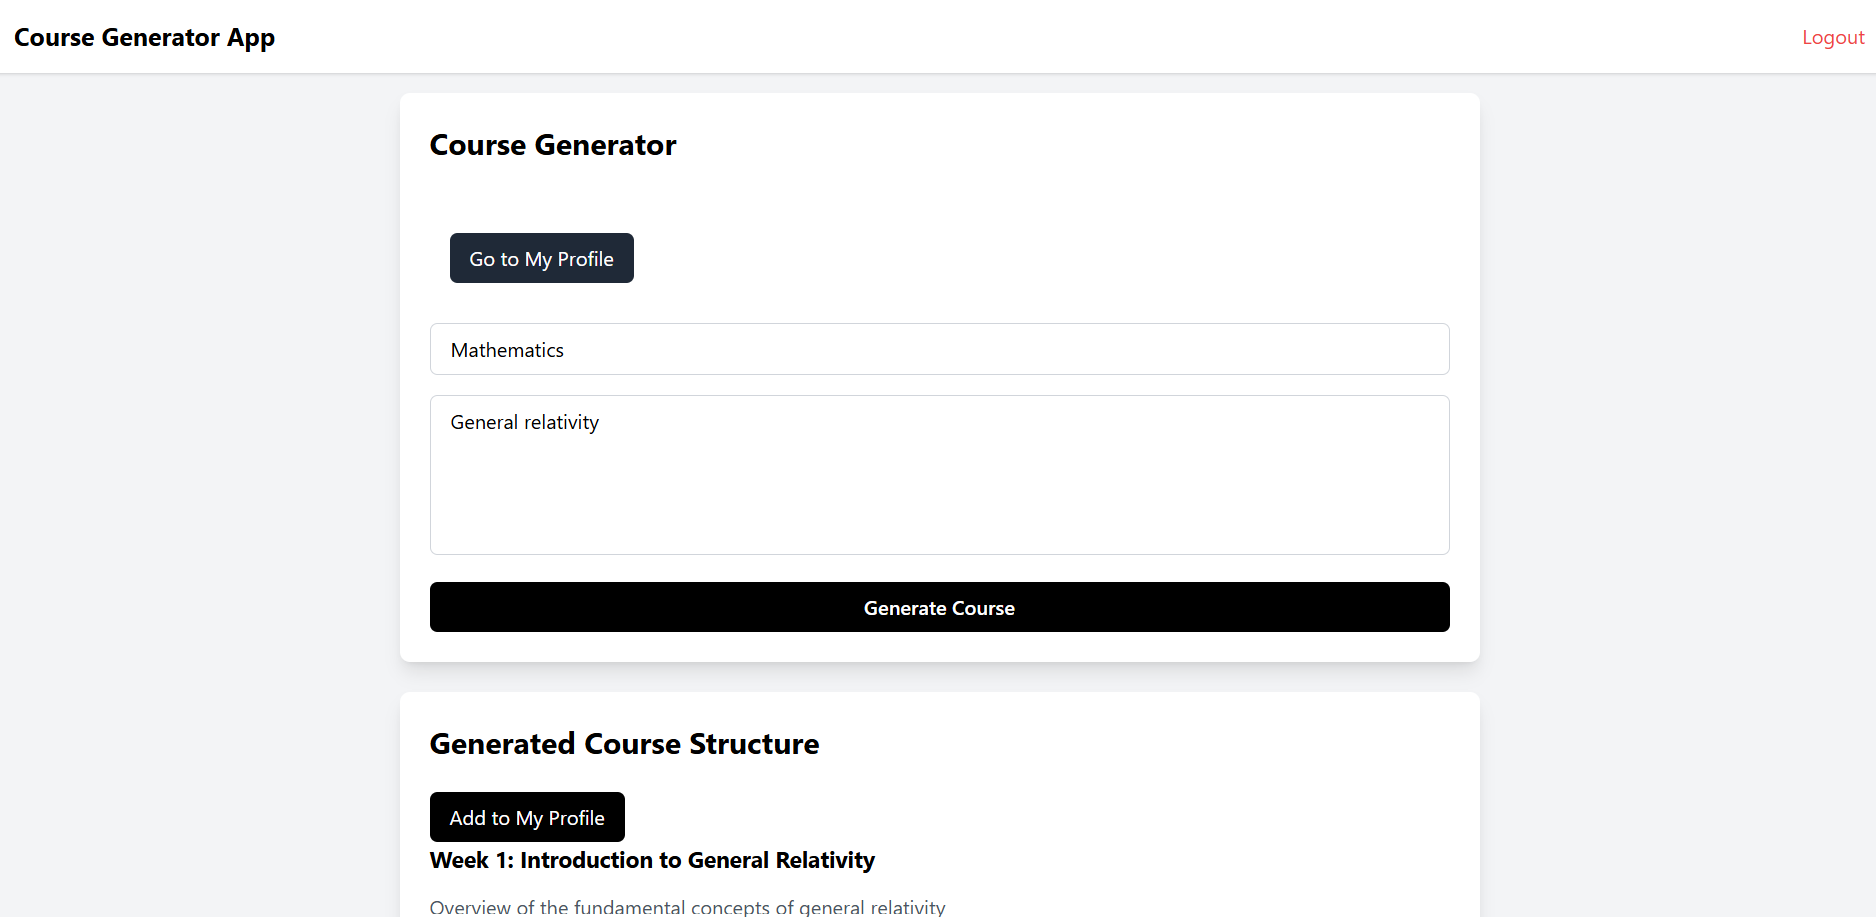 Course Generator App
Logout
Course Generator
Go to My Profile
Mathematics
General relativity
Generate Course
Generated Course Structure
Add to My Profile
Week 1: Introduction to General Relativity
Overview of the fundamental concepts of general relativity